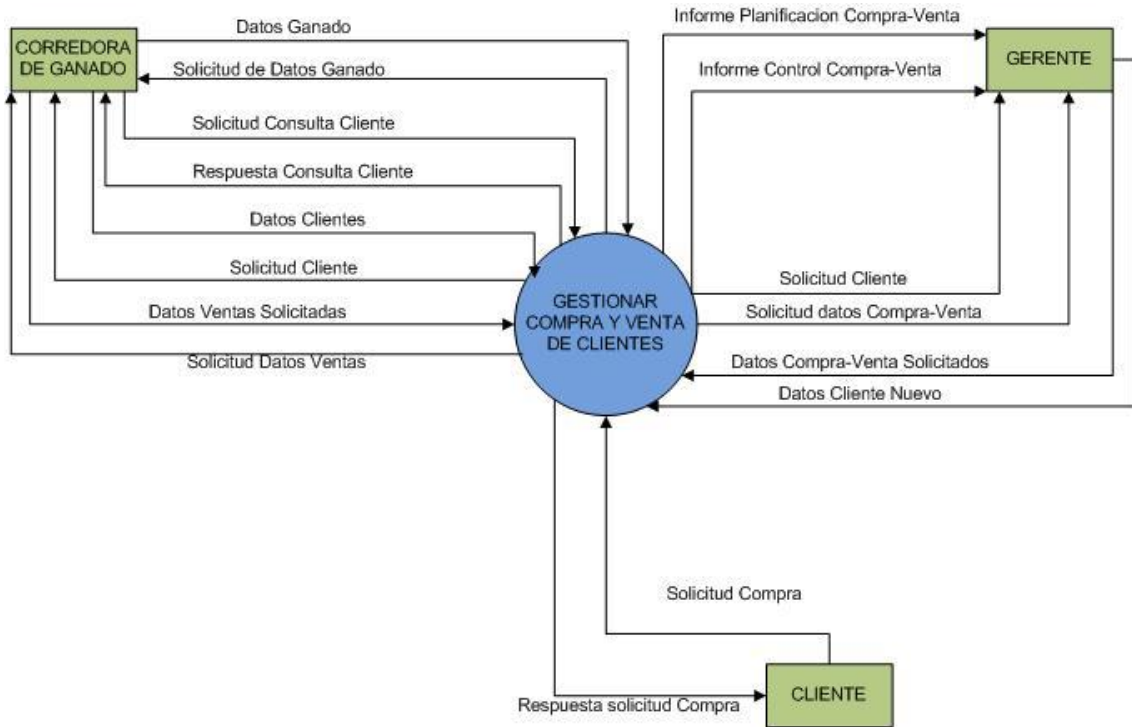 CORREDORA
DE GANADO
Datos Ganado
Solicitud de Datos Ganado
Solicitud Consulta Cliente
Respuesta Consulta Cliente
Datos Clientes
Solicitud Cliente
Datos Ventas Solicitadas
Solicitud Datos Ventas
GESTIONAR
COMPRA Y VENTA
DE CLIENTES
Informe Planificacion Compra-Venta
GERENTE
Informe Control Compra-Venta
Solicitud Cliente
Solicitud datos Compra-Venta
Datos Compra-Venta Solicitados
Datos Cliente Nuevo
Solicitud Compra
Respuesta solicitud Compra
CLIENTE